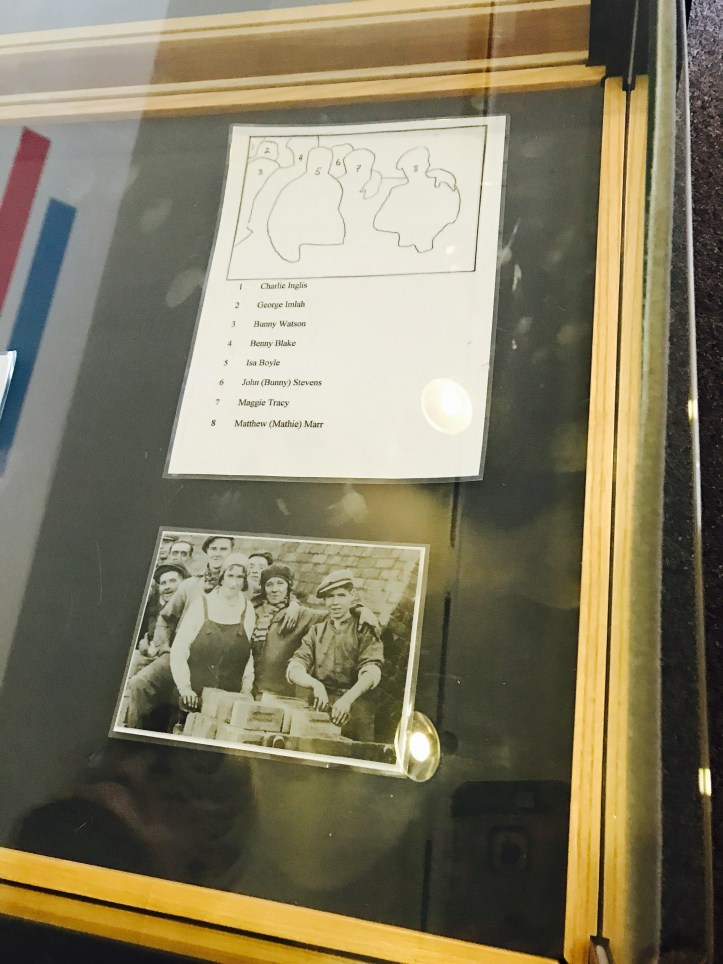 2
3
4
5
6
7
8
1 Charlie Inglis
2 George Imlah
3 Bunny Watson
4 Benny Blake
5 Isa Boyle
6 John (Bunny) Stevens
7 Maggie Tracy
8 Matthew (Mathie) Marr